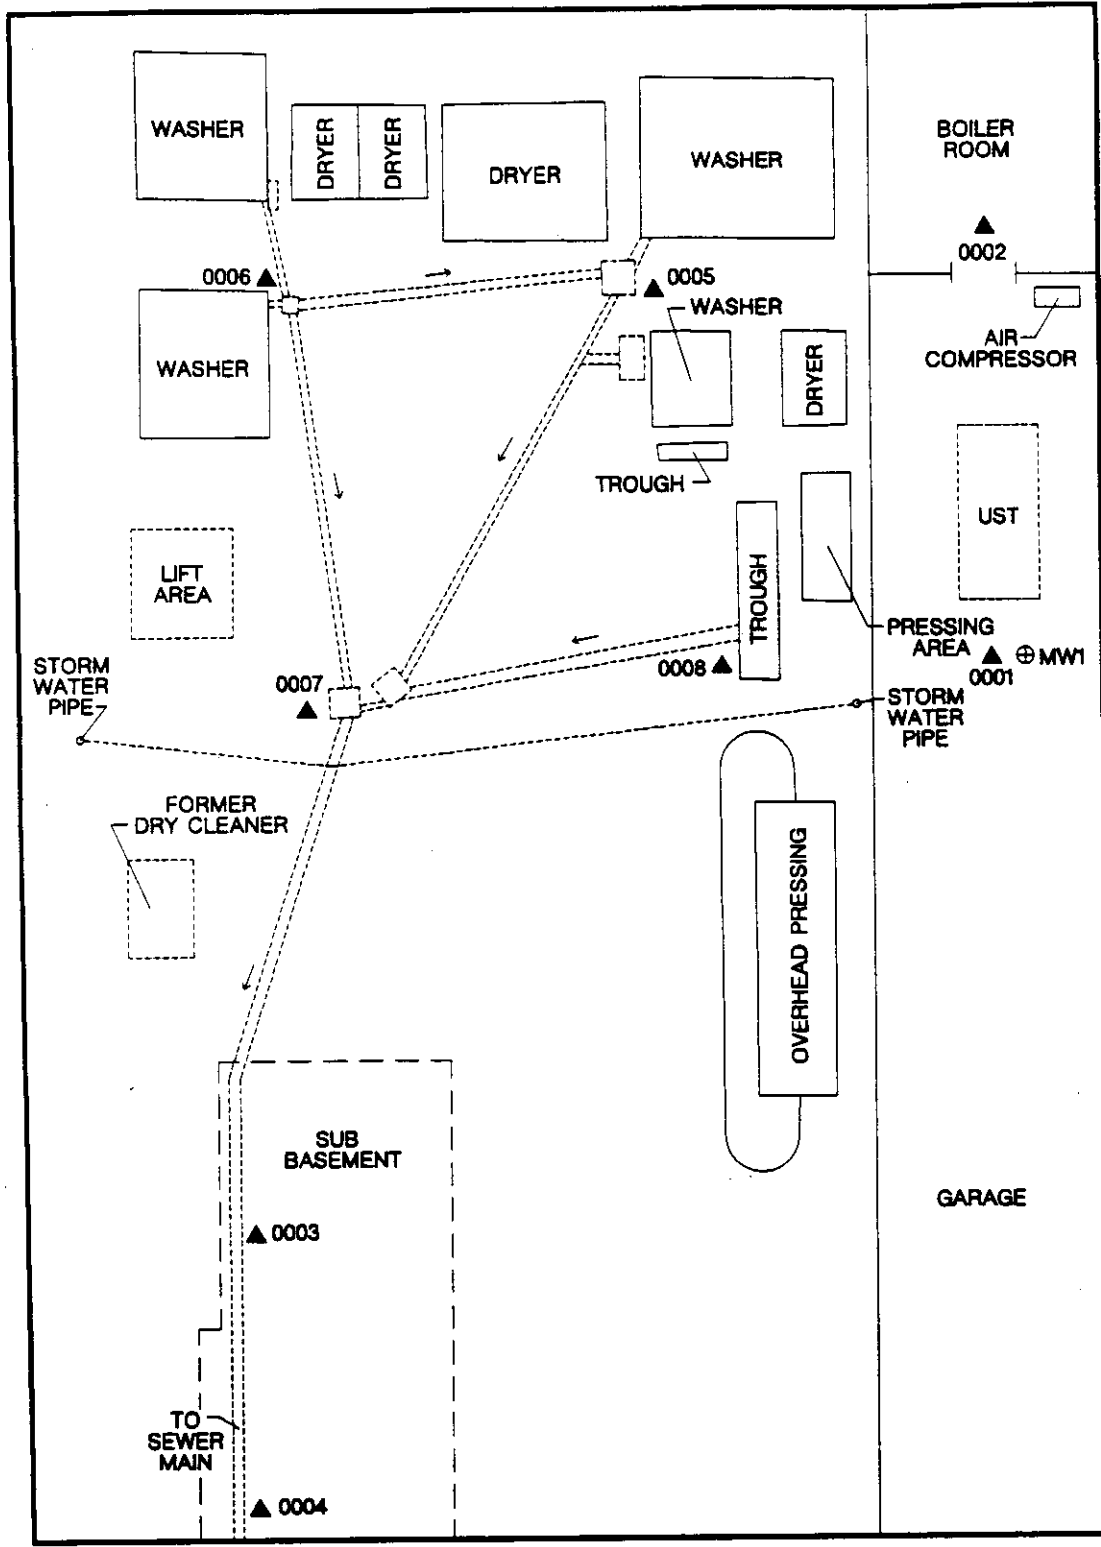 WASHER
DRYER
DRYER
DRYER
WASHER
BOILER
ROOM
0002
0006
0005
WASHER
AIR
COMPRESSOR
WASHER
DRYER
TROUGH
UST
LIFT
AREA
TROUGH
PRESSING
AREA
0001
MW1
STORM
WATER
PIPE
0007
0008
STORM
WATER
PIPE
FORMER
DRY CLEANER
OVERHEAD PRESSING
SUB
BASEMENT
GARAGE
0003
TO
SEWER
MAIN
0004